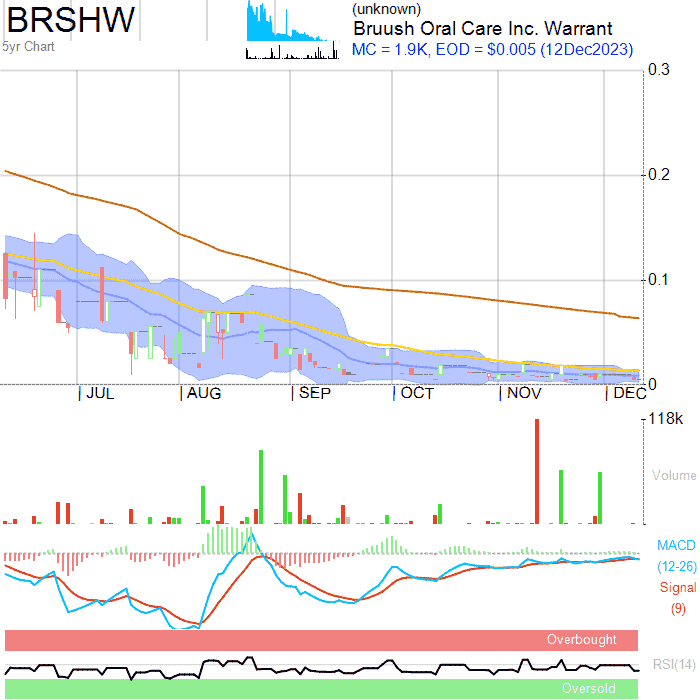 BRSHW
5yr Chart
(unknown)
Bruush Oral Care Inc. Warrant
MC = 1.9K, EOD = $0.005 (12Dec2023)
0.3
0.2
0.1
0
JUL
AUG
SEP
OCT
NOV
DEC
118k
Volume
MACD
(12-26)
Signal
(9)
Overbought
RSI(14)
Oversold